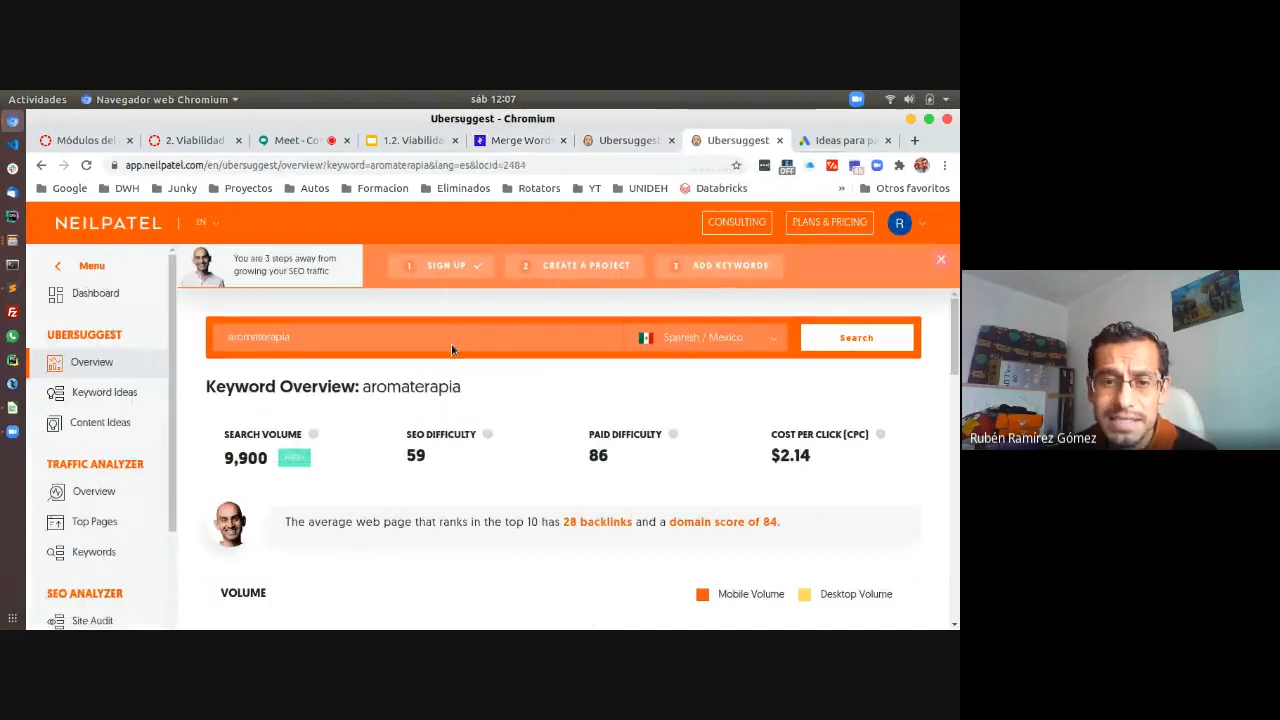 Actividades
Navegador web Chromium
sáb 12:07
Ubersuggest - Chromium
Módulos del
2. Viabilidad
Meet - Co
1.2. Viabilida
Merge Word
Ubersuggest
Ubersuggest
Ideas para pa
app.neilpatel.com/en/ubersuggest/overview?keyword=aromaterapia&lang=es&locId=2484
OFF
Google
DWH
Junky
Proyectos
Autos
Formacion
Eliminados
Rotators
YT
UNIDEH
Databricks
»
Otros favoritos
NEILPATEL
EN
CONSULTING
PLANS & PRICING
R
Menu
Dashboard
UBERSUGGEST
Overview
Keyword Ideas
Content Ideas
TRAFFIC ANALYZER
Overview
Top Pages
Keywords
SEO ANALYZER
Site Audit
You are 3 steps away from
growing your SEO traffic
1 SIGN UP
2 CREATE A PROJECT
3 ADD KEYWORDS
aromaterapia
Spanish / Mexico
Search
Keyword Overview: aromaterapia
SEARCH VOLUME
9,900
HIGH
SEO DIFFICULTY
59
PAID DIFFICULTY
86
COST PER CLICK (CPC)
$2.14
The average web page that ranks in the top 10 has 28 backlinks and a domain score of 84.
VOLUME
Mobile Volume
Desktop Volume
Rubén Ramírez Gómez